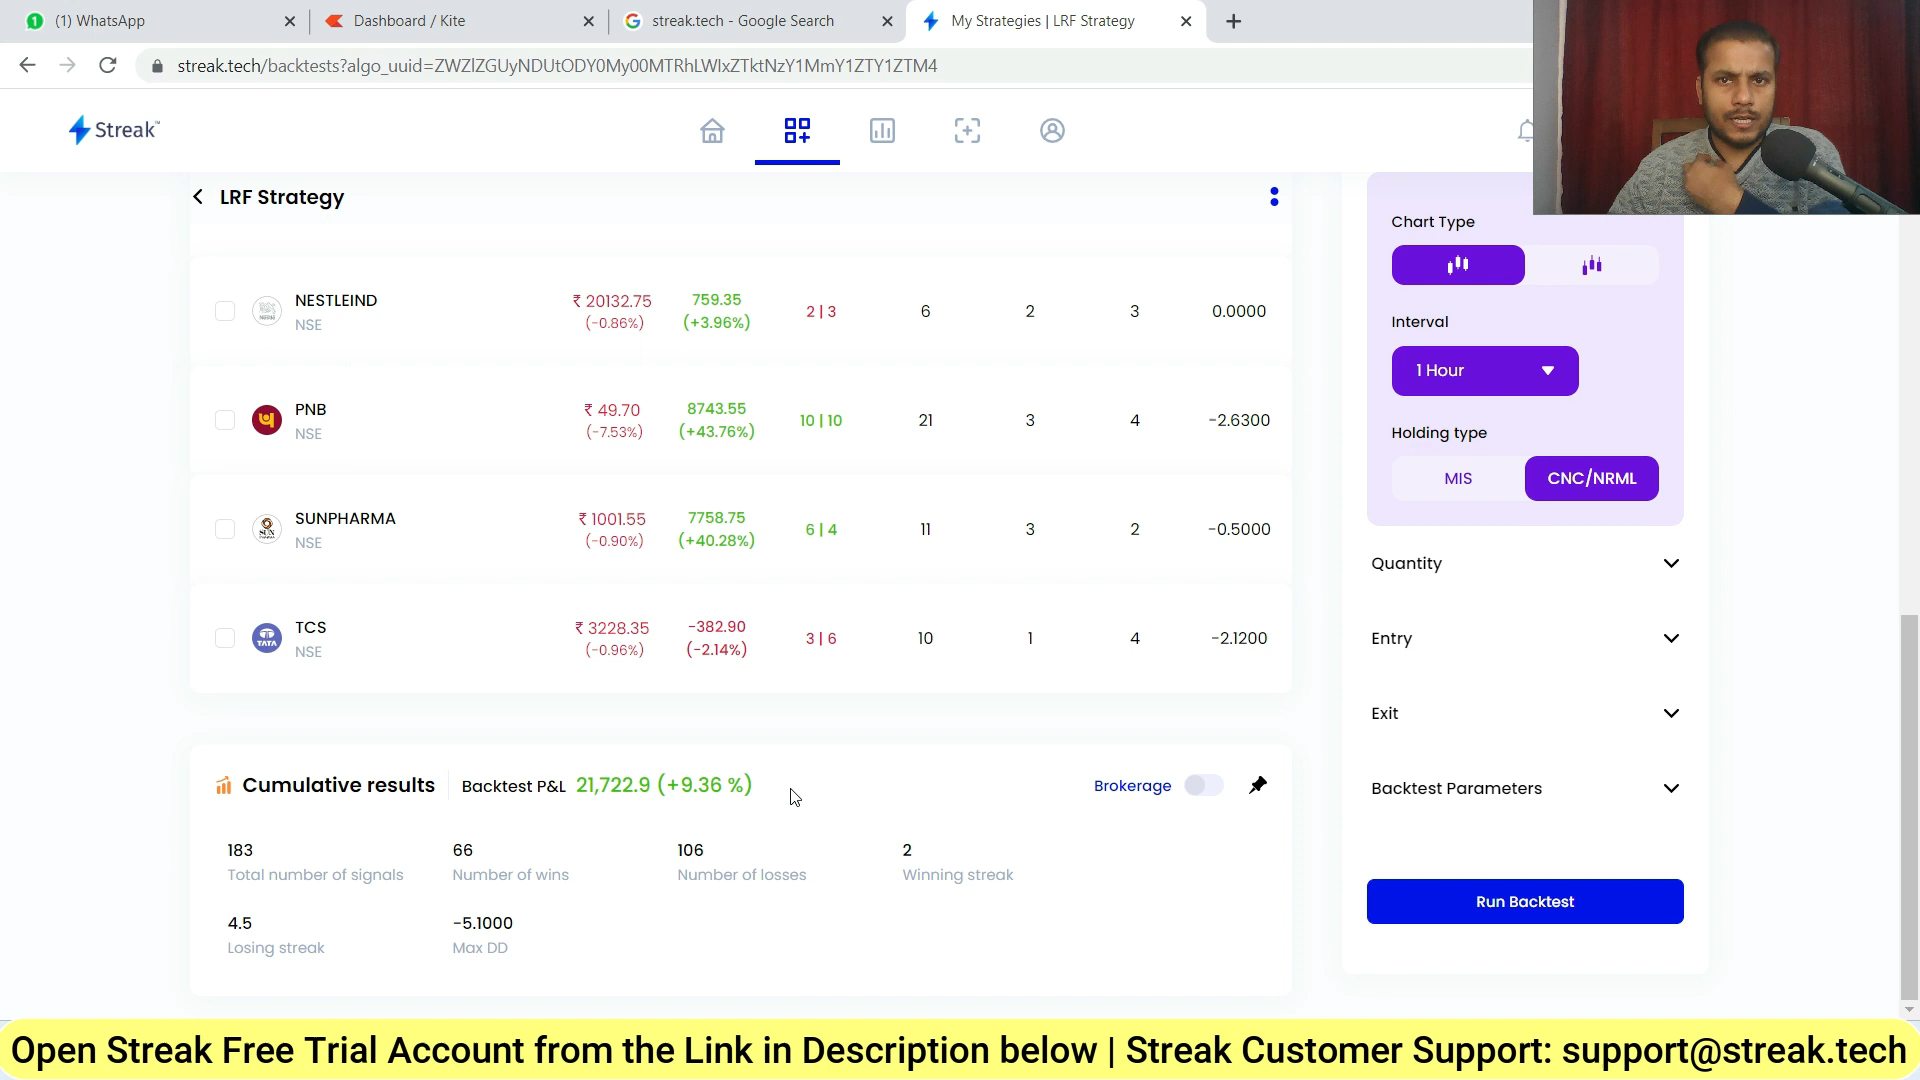 (1) WhatsApp
Dashboard / Kite
streak.tech - Google Search
My Strategies | LRF Strategy
streak.tech/backtests?algo_uuid=ZWZlZGUyNDUtODY0My00MTRhLWIxZTktNzY1MmY1ZTY1ZTM4
Streak™
LRF Strategy
NESTLEIND
NSE
₹ 20132.75
(-0.86%)
759.35
(+3.96%)
2 | 3
6
2
3
0.0000
PNB
NSE
₹ 49.70
(-7.53%)
8743.55
(+43.76%)
10 | 10
21
3
4
-2.6300
SUNPHARMA
NSE
₹ 1001.55
(-0.90%)
7758.75
(+40.28%)
6 | 4
11
3
2
-0.5000
TATA
TCS
NSE
₹ 3228.35
(-0.96%)
-382.90
(-2.14%)
3 | 6
10
1
4
-2.1200
Cumulative results
Backtest P&L 21,722.9 (+9.36 %)
Brokerage
183
Total number of signals
66
Number of wins
106
Number of losses
2
Winning streak
4.5
Losing streak
-5.1000
Max DD
Chart Type
Interval
1 Hour
Holding type
MIS
CNC/NRML
Quantity
Entry
Exit
Backtest Parameters
Run Backtest
Open Streak Free Trial Account from the Link in Description below | Streak Customer Support: support@streak.tech